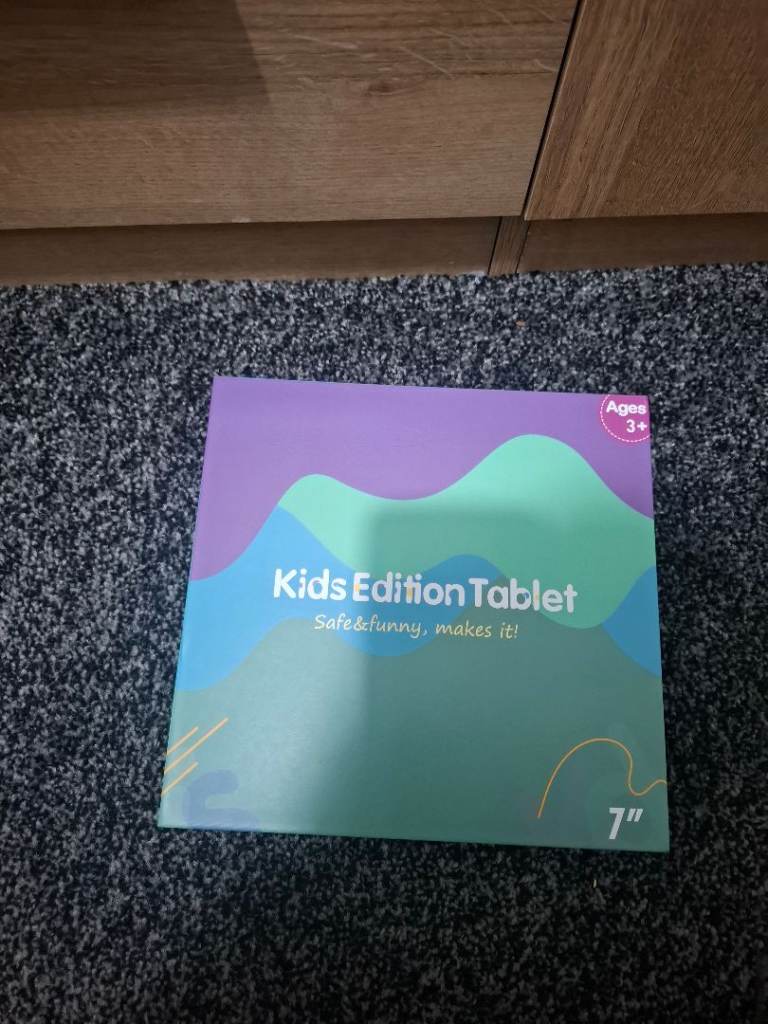 Ages
3+
Kids Edition Tablet
Safe&funny, makes it!
7"